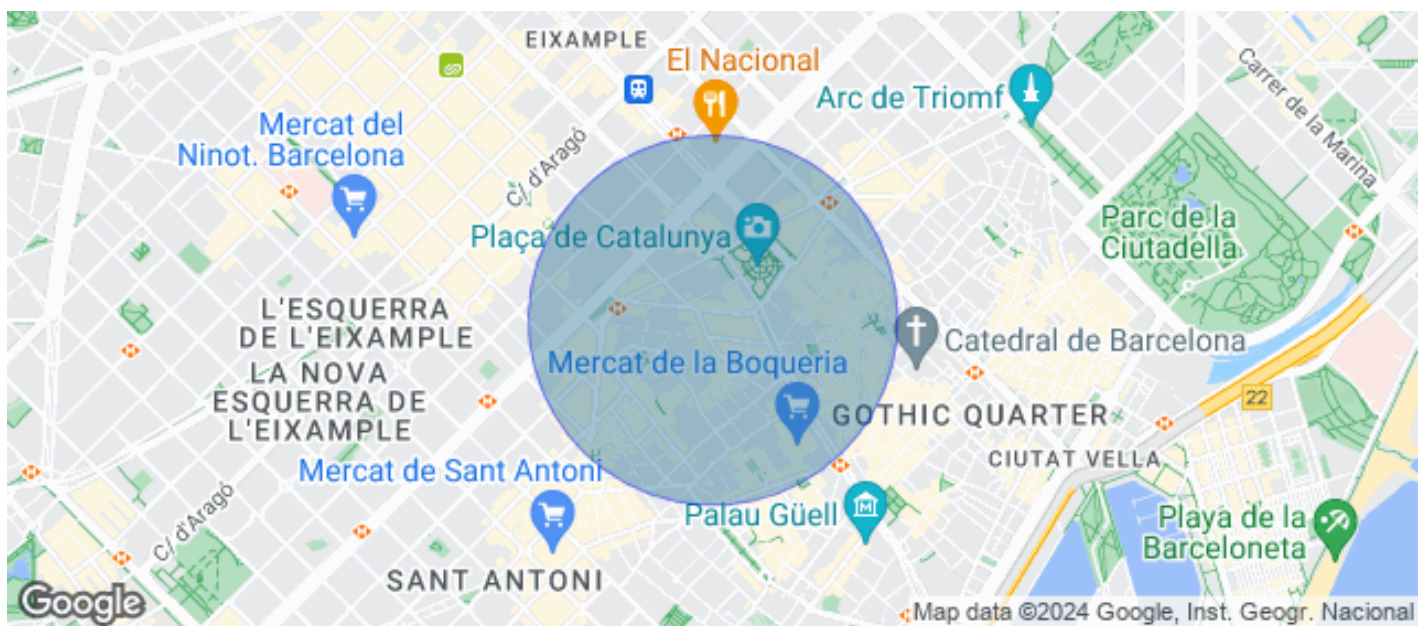 EIXAMPLE
El Nacional
Arc de Triomf
Carrer de la Marina
Mercat del
Ninot. Barcelona
C/ d'Aragó
Plaça de Catalunya
Parc de la
Ciutadella
L'ESQUERRA
DE L'EIXAMPLE
LA NOVA
ESQUERRA DE
L'EIXAMPLE
Catedral de Barcelona
Mercat de la Boqueria
22
GOTHIC QUARTER
CIUTAT VELLA
Mercat de Sant Antoni
C/ d'Aragó
Palau Güell
M
Playa de la
Barceloneta
SANT ANTONI
Google
Map data ©2024 Google, Inst. Geogr. Nacional